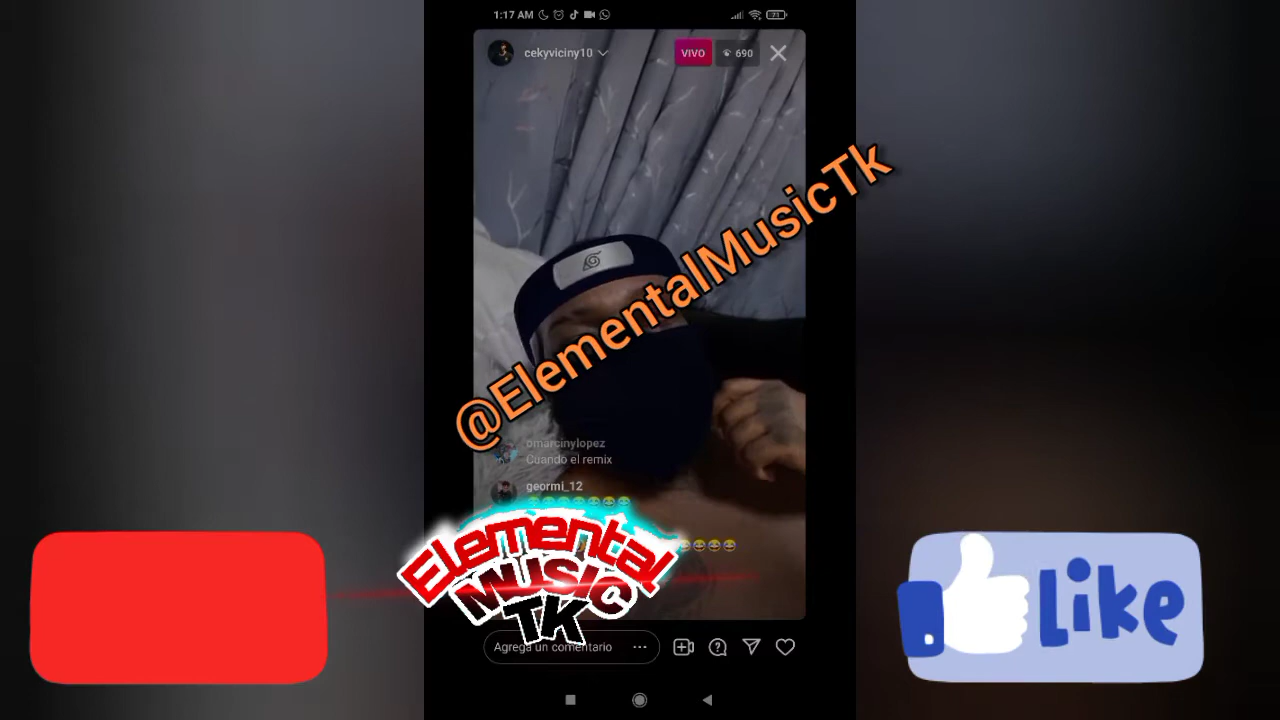 1:17 AM
71
cekyviciny10
VIVO
690
@ElementalMusicTk
omarcinylopez
Cuando el remix
geormi_12
Elemental
MUSIC
TK
Agrega un comentario
Like